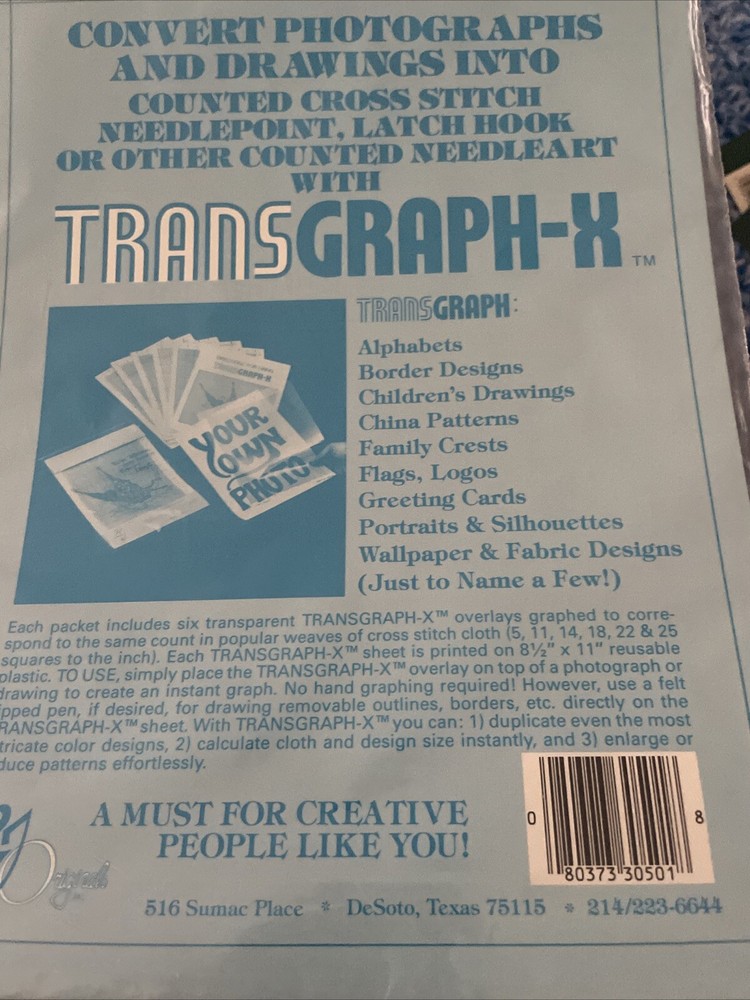 CONVERT PHOTOGRAPHS
AND DRAWINGS INTO
COUNTED CROSS STITCH
NEEDLEPOINT, LATCH HOOK
OR OTHER COUNTED NEEDLEART
WITH
TRANSGRAPH-X™
TRANSGRAPH:
Alphabets
Border Designs
Children's Drawings
China Patterns
Family Crests
Flags, Logos
Greeting Cards
Portraits & Silhouettes
Wallpaper & Fabric Designs
(Just to Name a Few!)
GRAPH-X
YOUR
OWN
PHOTO
Each packet includes six transparent TRANSGRAPH-X™ overlays graphed to corre-
spond to the same count in popular weaves of cross stitch cloth (5, 11, 14, 18, 22 & 25
squares to the inch). Each TRANSGRAPH-X™ sheet is printed on 8½" x 11" reusable
plastic. TO USE, simply place the TRANSGRAPH-X™ overlay on top of a photograph or
drawing to create an instant graph. No hand graphing required! However, use a felt
ipped pen, if desired, for drawing removable outlines, borders, etc. directly on the
RANSGRAPH-X™ sheet. With TRANSGRAPH-X™ you can: 1) duplicate even the most
tricate color designs, 2) calculate cloth and design size instantly, and 3) enlarge or
duce patterns effortlessly.
A MUST FOR CREATIVE
PEOPLE LIKE YOU!
Originals
0 80373 30501 8
516 Sumac Place * DeSoto, Texas 75115 * 214/223-6644